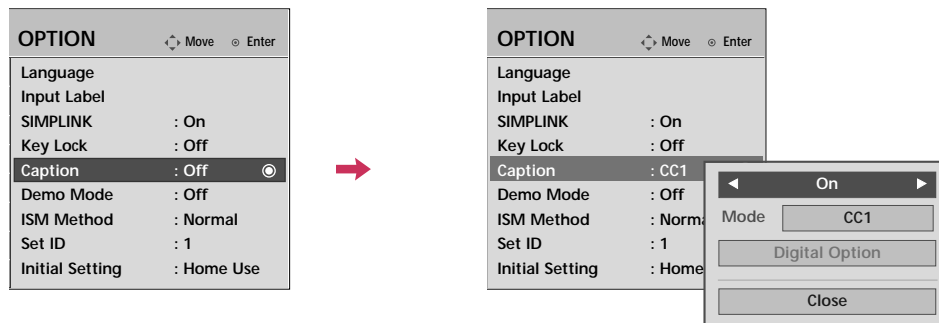 OPTION Move Enter
Language
Input Label
SIMPLINK : On
Key Lock : Off
Caption : Off
Demo Mode : Off
ISM Method : Normal
Set ID : 1
Initial Setting : Home Use
OPTION Move Enter
Language
Input Label
SIMPLINK : On
Key Lock : Off
Caption : CC1
Demo Mode : Off
ISM Method : Norma
Set ID : 1
Initial Setting : Home
On
Mode CC1
Digital Option
Close